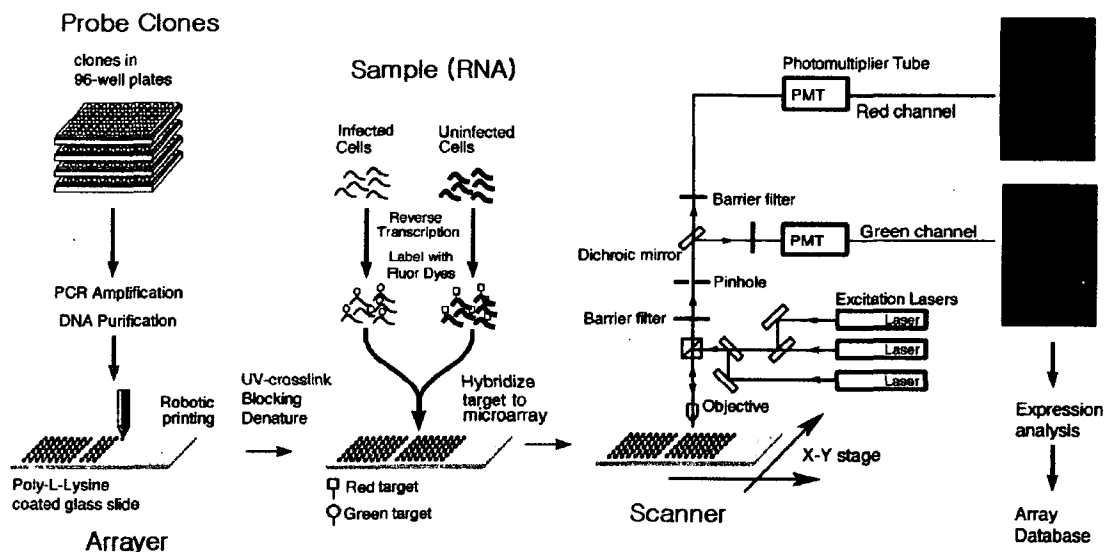 Probe Clones
clones in
96-well plates
PCR Amplification
DNA Purification
Robotic
printing
Poly-L-Lysine
coated glass slide
Arrayer
UV-crosslink
Blocking
Denature
Sample (RNA)
Infected
Cells
Uninfected
Cells
Reverse
Transcription
Label with
Fluor Dyes
Hybridize
target to
microarray
Red target
Green target
Photomultiplier Tube
PMT
Red channel
Barrier filter
Green channel
PMT
Dichroic mirror
Pinhole
Excitation Lasers
Barrier filter
Laser
Laser
Laser
Objective
X-Y stage
Scanner
Expression
analysis
Array
Database